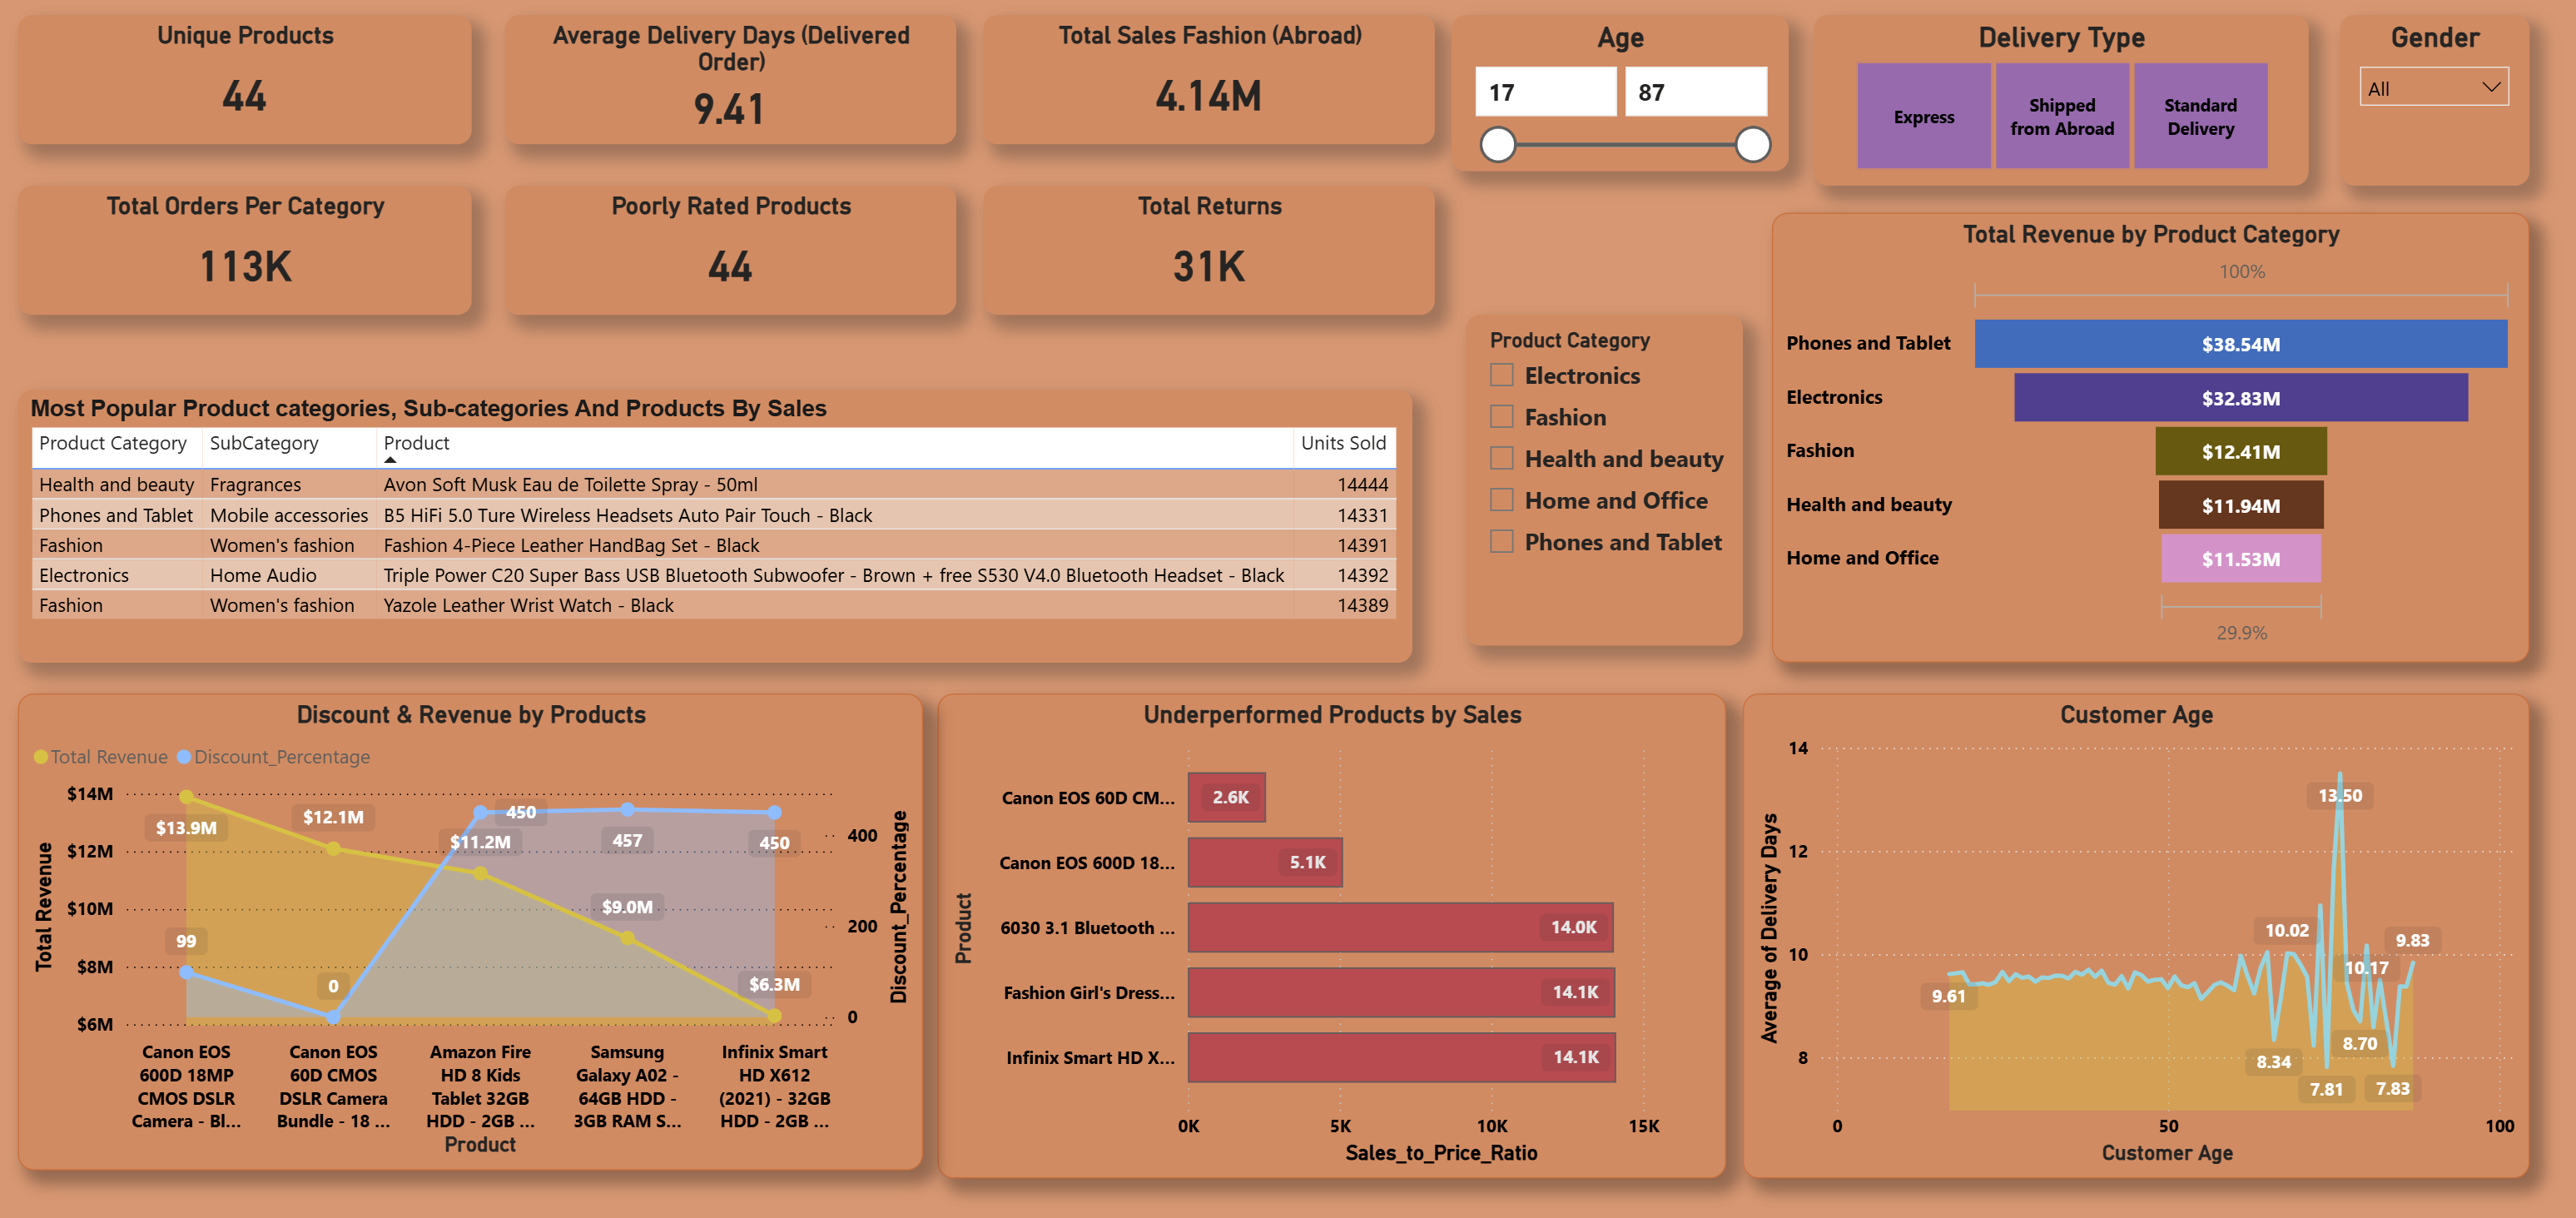 Unique Products
44
Average Delivery Days (Delivered
Order)
9.41
Total Sales Fashion (Abroad)
4.14M
Age
17 87
Delivery Type
Express
Shipped
from Abroad
Standard
Delivery
Gender
All
Total Orders Per Category
113K
Poorly Rated Products
44
Total Returns
31K
Most Popular Product categories, Sub-categories And Products By Sales
Product Category SubCategory Product Units Sold
Health and beauty Fragrances Avon Soft Musk Eau de Toilette Spray - 50ml 14444
Phones and Tablet Mobile accessories B5 HiFi 5.0 Ture Wireless Headsets Auto Pair Touch - Black 14331
Fashion Women's fashion Fashion 4-Piece Leather HandBag Set - Black 14391
Electronics Home Audio Triple Power C20 Super Bass USB Bluetooth Subwoofer - Brown + free S530 V4.0 Bluetooth Headset - Black 14392
Fashion Women's fashion Yazole Leather Wrist Watch - Black 14389
Product Category
Electronics
Fashion
Health and beauty
Home and Office
Phones and Tablet
Total Revenue by Product Category
100%
Phones and Tablet $38.54M
Electronics $32.83M
Fashion $12.41M
Health and beauty $11.94M
Home and Office $11.53M
29.9%
Discount & Revenue by Products
Total Revenue Discount_Percentage
Total Revenue
$14M
$12M
$10M
$8M
$6M
$13.9M
$12.1M
$11.2M
$9.0M
$6.3M
99
0
450
457
450
400
200
0
Discount_Percentage
Canon EOS
600D 18MP
CMOS DSLR
Camera - Bl...
Canon EOS
60D CMOS
DSLR Camera
Bundle - 18 ...
Amazon Fire
HD 8 Kids
Tablet 32GB
HDD - 2GB ...
Samsung
Galaxy A02 -
64GB HDD -
3GB RAM S...
Infinix Smart
HD X612
(2021) - 32GB
HDD - 2GB ...
Product
Underperformed Products by Sales
Product
Canon EOS 60D CM... 2.6K
Canon EOS 600D 18... 5.1K
6030 3.1 Bluetooth ... 14.0K
Fashion Girl's Dress... 14.1K
Infinix Smart HD X... 14.1K
0K 5K 10K 15K
Sales_to_Price_Ratio
Customer Age
Average of Delivery Days
14
12
10
8
9.61
10.02
8.34
7.81
13.50
8.70
10.17
7.83
9.83
0 50 100
Customer Age